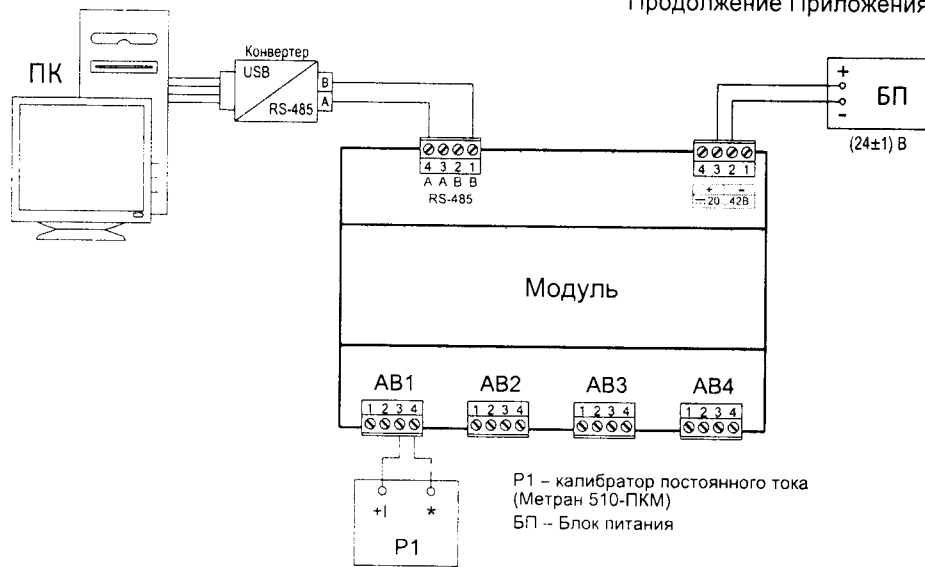 Продолжение Приложения
ПК
Конвертер
USB
RS-485
B
A
+
-
БП
(24±1) В
4 3 2 1
A A B B
RS-485
4 3 2 1
+ -
20...42В
Модуль
АВ1
АВ2
АВ3
АВ4
1 2 3 4
1 2 3 4
1 2 3 4
1 2 3 4
+I
*
Р1
Р1 – калибратор постоянного тока
(Метран 510-ПКМ)
БП – Блок питания